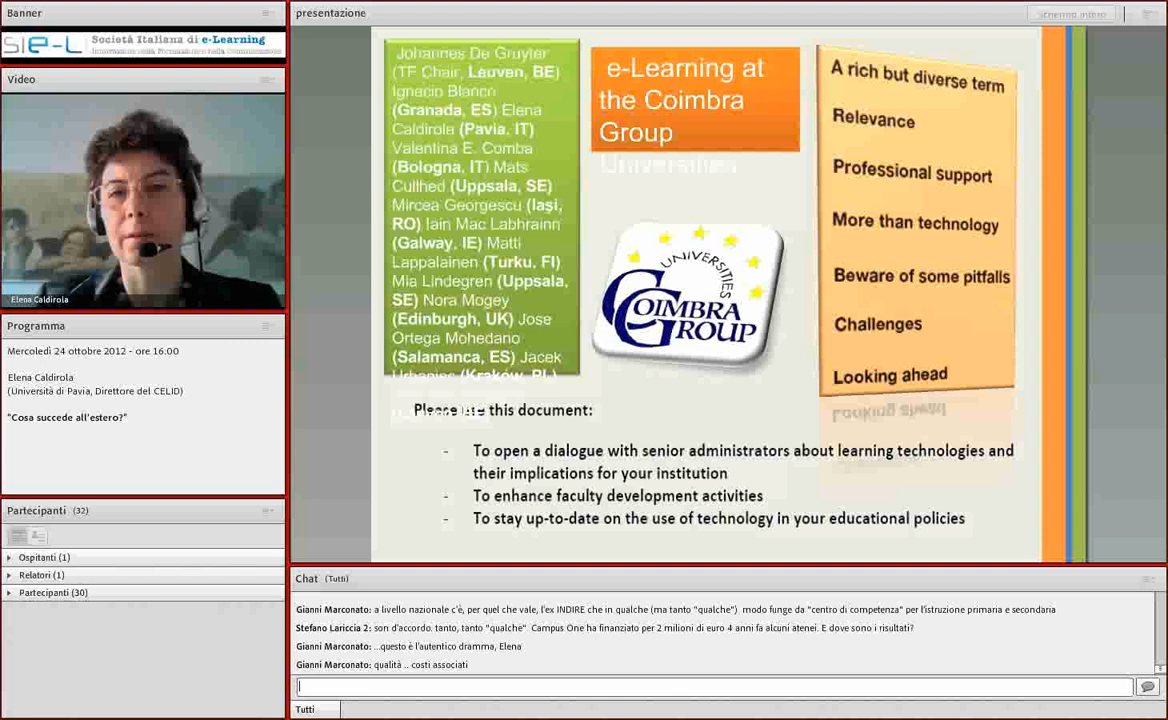 Banner
sie-L Società Italiana di e-Learning
Video
Elena Caldirola
Programma
Mercoledì 24 ottobre 2012 - ore 16:00
Elena Caldirola
(Università di Pavia, Direttore del CELID)
"Cosa succede all'estero?"
Partecipanti (32)
Ospitanti (1)
Relatori (1)
Partecipanti (30)
presentazione
Schermo intero
Johannes De Gruyter
(TF Chair, Leuven, BE)
Ignacio Blanco
(Granada, ES) Elena
Caldirola (Pavia, IT)
Valentina E. Comba
(Bologna, IT) Mats
Cullhed (Uppsala, SE)
Mircea Georgescu (Iaşi,
RO) Iain Mac Labhrainn
(Galway, IE) Matti
Lappalainen (Turku, FI)
Mia Lindegren (Uppsala,
SE) Nora Mogey
(Edinburgh, UK) Jose
Ortega Mohedano
(Salamanca, ES) Jacek
Urbaniec (Kraków, PL)
e-Learning at
the Coimbra
Group
Universities
UNIVERSITIES
COIMBRA
GROUP
A rich but diverse term
Relevance
Professional support
More than technology
Beware of some pitfalls
Challenges
Looking ahead
Please use this document:
- To open a dialogue with senior administrators about learning technologies and
their implications for your institution
- To enhance faculty development activities
- To stay up-to-date on the use of technology in your educational policies
Chat (Tutti)
Gianni Marconato: a livello nazionale c'è, per quel che vale, l'ex INDIRE che in qualche (ma tanto "qualche") modo funge da "centro di competenza" per l'istruzione primaria e secondaria
Stefano Lariccia 2: son d'accordo. tanto, tanto "qualche" Campus One ha finanziato per 2 milioni di euro 4 anni fa alcuni atenei. E dove sono i risultati?
Gianni Marconato: ...questo è l'autentico dramma, Elena
Gianni Marconato: qualità .. costi associati
Tutti